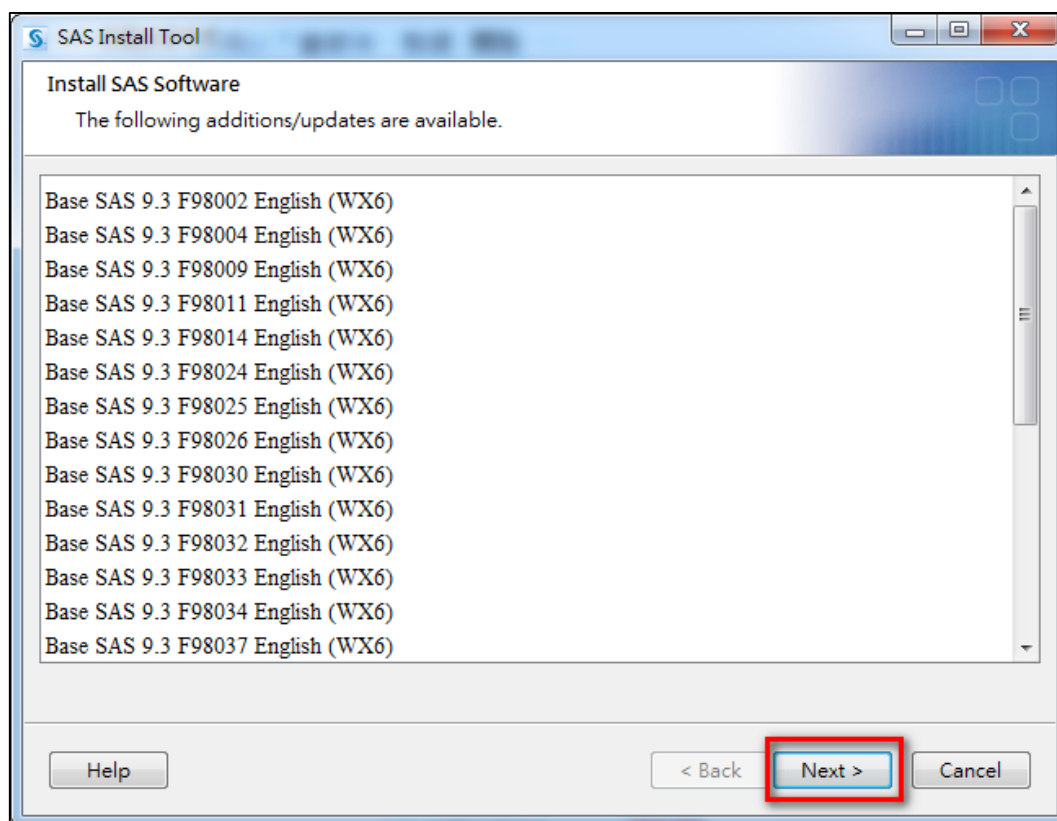 SAS Install Tool
Install SAS Software
The following additions/updates are available.
Base SAS 9.3 F98002 English (WX6)
Base SAS 9.3 F98004 English (WX6)
Base SAS 9.3 F98009 English (WX6)
Base SAS 9.3 F98011 English (WX6)
Base SAS 9.3 F98014 English (WX6)
Base SAS 9.3 F98024 English (WX6)
Base SAS 9.3 F98025 English (WX6)
Base SAS 9.3 F98026 English (WX6)
Base SAS 9.3 F98030 English (WX6)
Base SAS 9.3 F98031 English (WX6)
Base SAS 9.3 F98032 English (WX6)
Base SAS 9.3 F98033 English (WX6)
Base SAS 9.3 F98034 English (WX6)
Base SAS 9.3 F98037 English (WX6)
Help < Back Next > Cancel